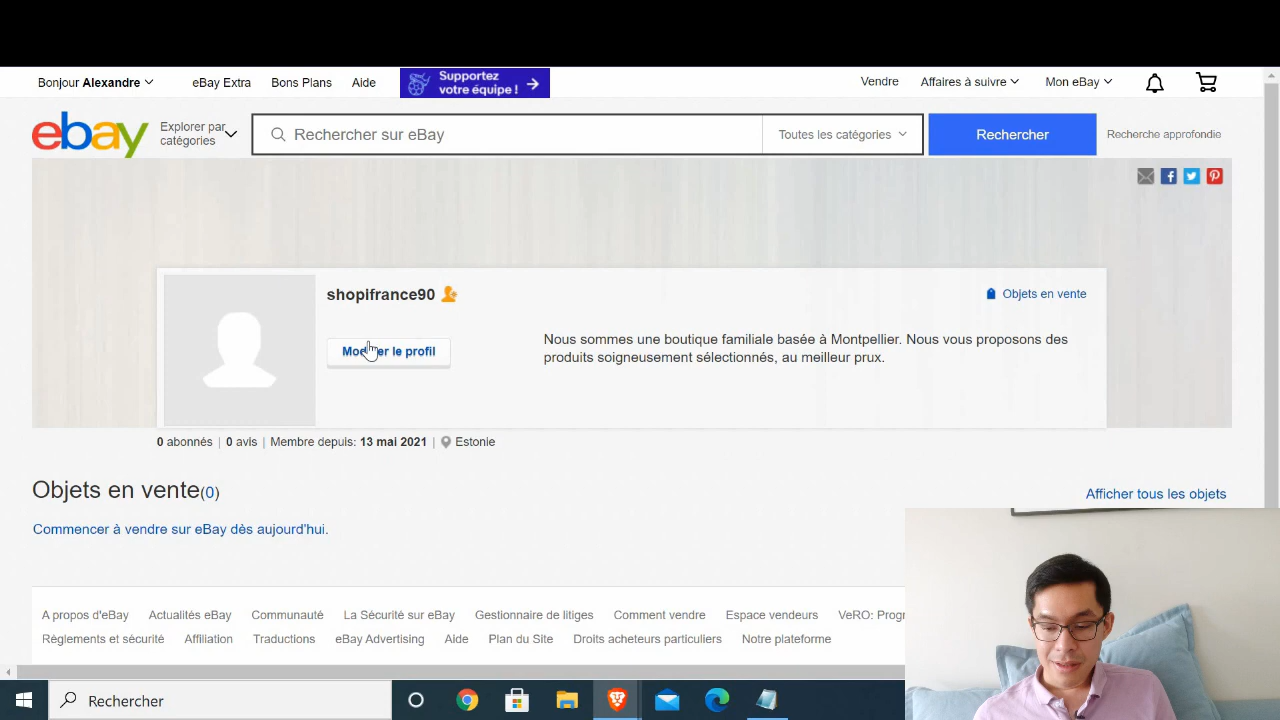 Bonjour Alexandre
eBay Extra
Bons Plans
Aide
Supportez
votre équipe !
Vendre
Affaires à suivre
Mon eBay
ebay
Explorer par
catégories
Rechercher sur eBay
Toutes les catégories
Rechercher
Recherche approfondie
shopifrance90
Objets en vente
le profil
Nous sommes une boutique familiale basée à Montpellier. Nous vous proposons des
produits soigneusement sélectionnés, au meilleur prux.
0 abonnés | 0 avis | Membre depuis: 13 mai 2021 | Estonie
Objets en vente(0)
Afficher tous les objets
Commencer à vendre sur eBay dès aujourd'hui.
A propos d'eBay
Actualités eBay
Communauté
La Sécurité sur eBay
Gestionnaire de litiges
Comment vendre
Espace vendeurs
VeRO: Progr
Règlements et sécurité
Affiliation
Traductions
eBay Advertising
Aide
Plan du Site
Droits acheteurs particuliers
Notre plateforme
Rechercher